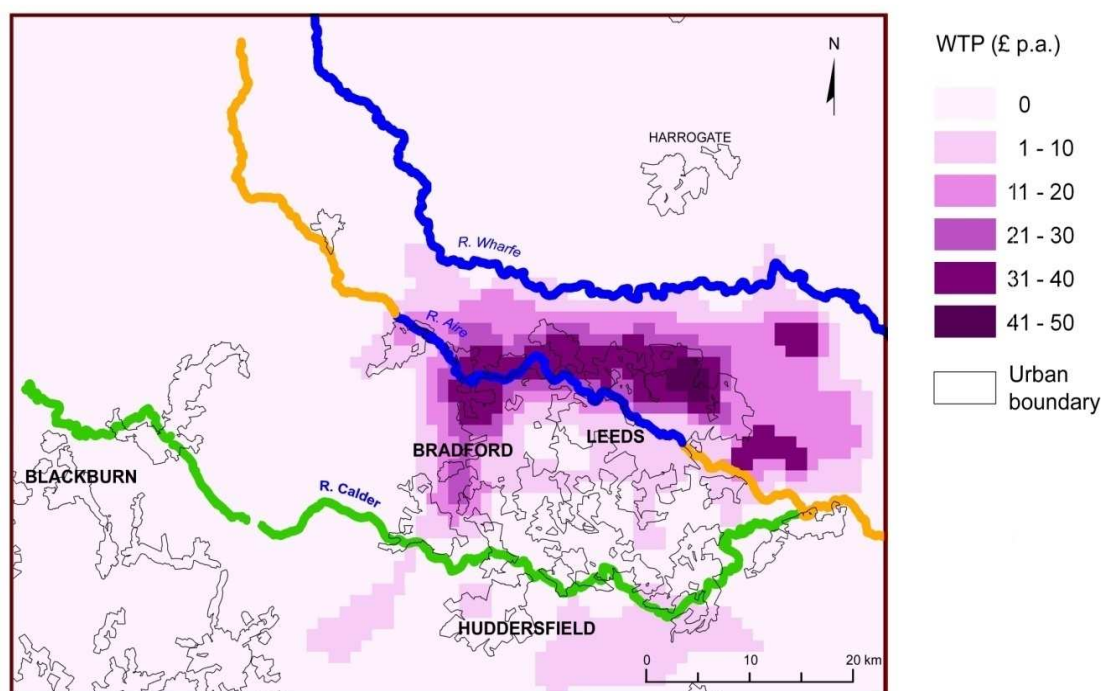 N
HARROGATE
R. Wharfe
R. Aire
BRADFORD
LEEDS
BLACKBURN
R. Calder
HUDDERSFIELD
0 10 20 km
WTP (£ p.a.)
0
1 - 10
11 - 20
21 - 30
31 - 40
41 - 50
Urban
boundary